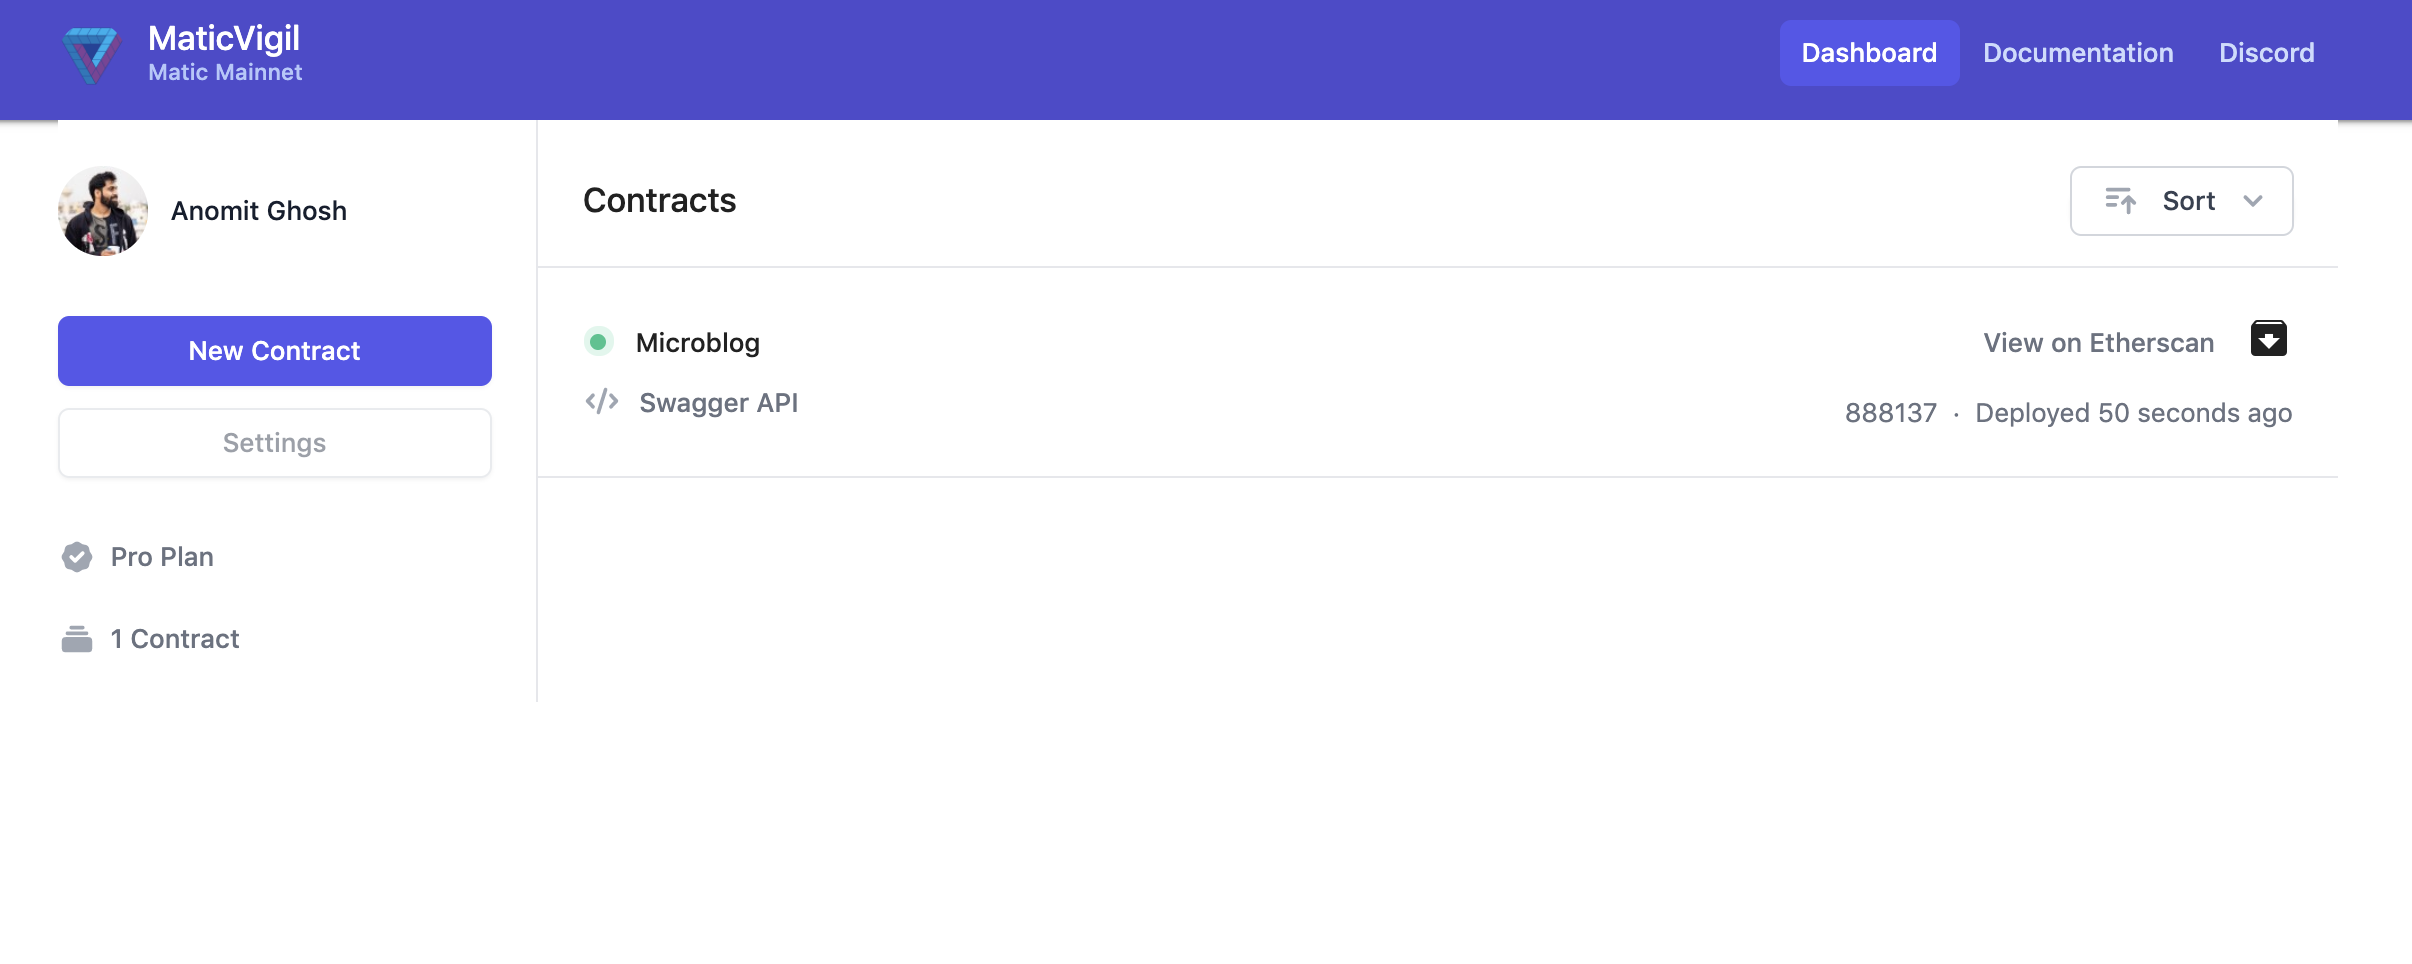 MaticVigil
Matic Mainnet
Dashboard
Documentation
Discord
Anomit Ghosh
New Contract
Settings
Pro Plan
1 Contract
Contracts
Sort
Microblog
View on Etherscan
</> Swagger API
888137 · Deployed 50 seconds ago